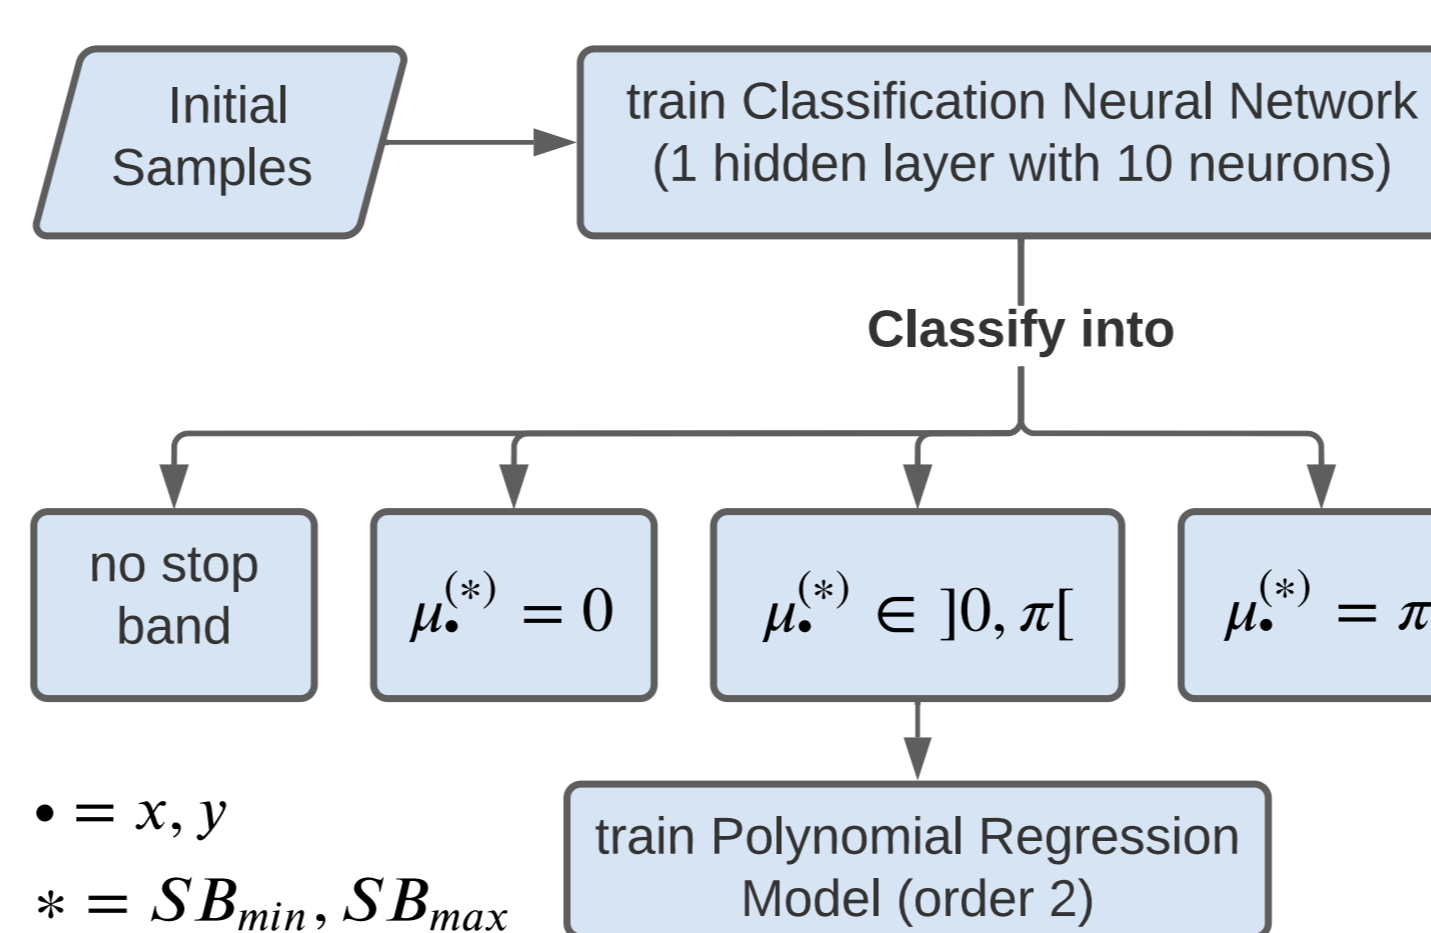 Initial
Samples
train Classification Neural Network
(1 hidden layer with 10 neurons)
Classify into
no stop
band
μ•(*) = 0
μ•(*) ∈ ]0, π[
μ•(*) = π
• = x, y
* = SBmin, SBmax
train Polynomial Regression
Model (order 2)